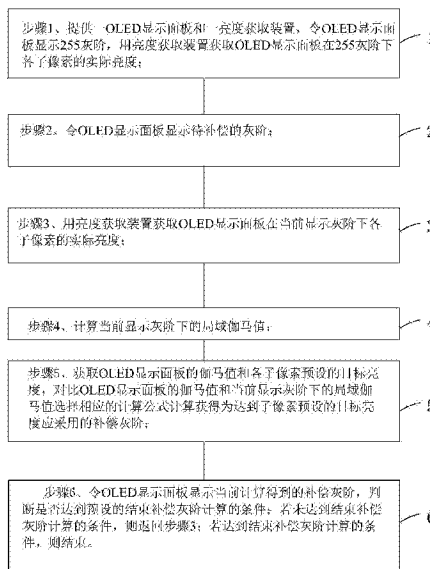 步骤1、提供一OLED显示面板和一亮度获取装置，令OLED显示面
板显示255灰阶，用亮度获取装置获取OLED显示面板在255灰阶下
各子像素的实际亮度；
步骤2、令OLED显示面板显示待补偿的灰阶；
步骤3、用亮度获取装置获取OLED显示面板在当前显示灰阶下各
子像素的实际亮度；
步骤4、计算当前显示灰阶下的局域伽马值；
步骤5、获取OLED显示面板的伽马值和各子像素预设的目标亮
度，对比OLED显示面板的伽马值和当前显示灰阶下的局域伽
马值选择相应的计算公式计算获得为达到子像素预设的目标亮
度应采用的补偿灰阶；
步骤6、令OLED显示面板显示当前计算得到的补偿灰阶，判
断是否达到预设的结束补偿灰阶计算的条件；若未达到结束补偿
灰阶计算的条件，则返回步骤3；若达到结束补偿灰阶计算的条
件，则结束。